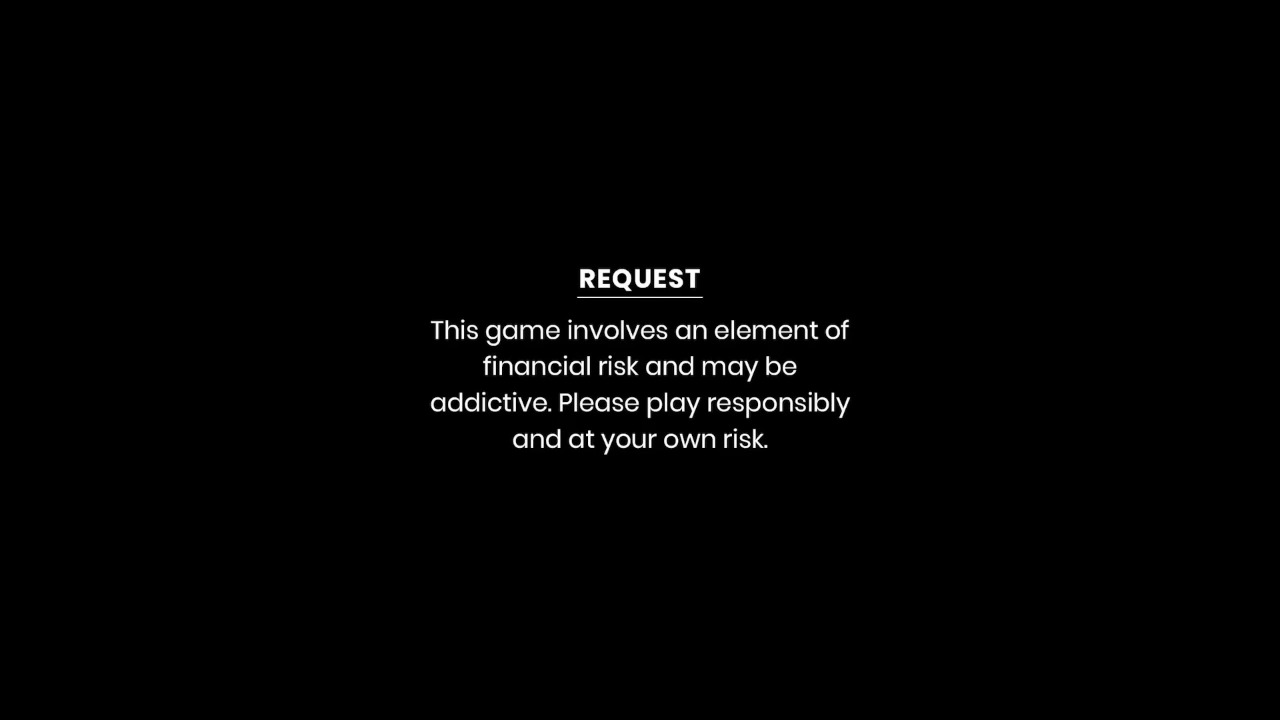 REQUEST
This game involves an element of
financial risk and may be
addictive. Please play responsibly
and at your own risk.